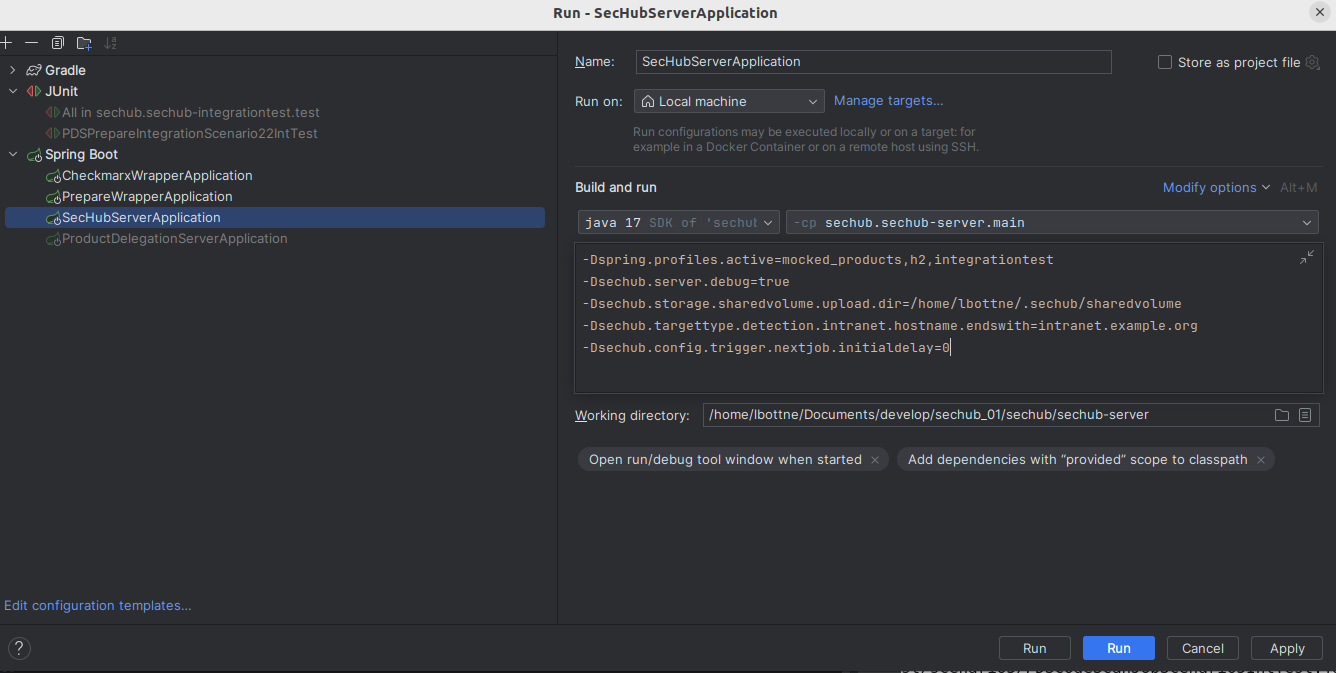 Run - SecHubServerApplication
Gradle
JUnit
All in sechub.sechub-integrationtest.test
PDSPrepareIntegrationScenario22IntTest
Spring Boot
CheckmarxWrapperApplication
PrepareWrapperApplication
SecHubServerApplication
ProductDelegationServerApplication
Edit configuration templates...
Name: SecHubServerApplication Store as project file
Run on: Local machine Manage targets...
Run configurations may be executed locally or on a target: for
example in a Docker Container or on a remote host using SSH.
Build and run Modify options Alt+M
java 17 SDK of 'sechub -cp sechub.sechub-server.main
-Dspring.profiles.active=mocked_products,h2,integrationtest
-Dsechub.server.debug=true
-Dsechub.storage.sharedvolume.upload.dir=/home/lbottne/.sechub/sharedvolume
-Dsechub.targettype.detection.intranet.hostname.endswith=intranet.example.org
-Dsechub.config.trigger.nextjob.initialdelay=0
Working directory: /home/lbottne/Documents/develop/sechub_01/sechub/sechub-server
Open run/debug tool window when started Add dependencies with “provided” scope to classpath
? Run Run Cancel Apply